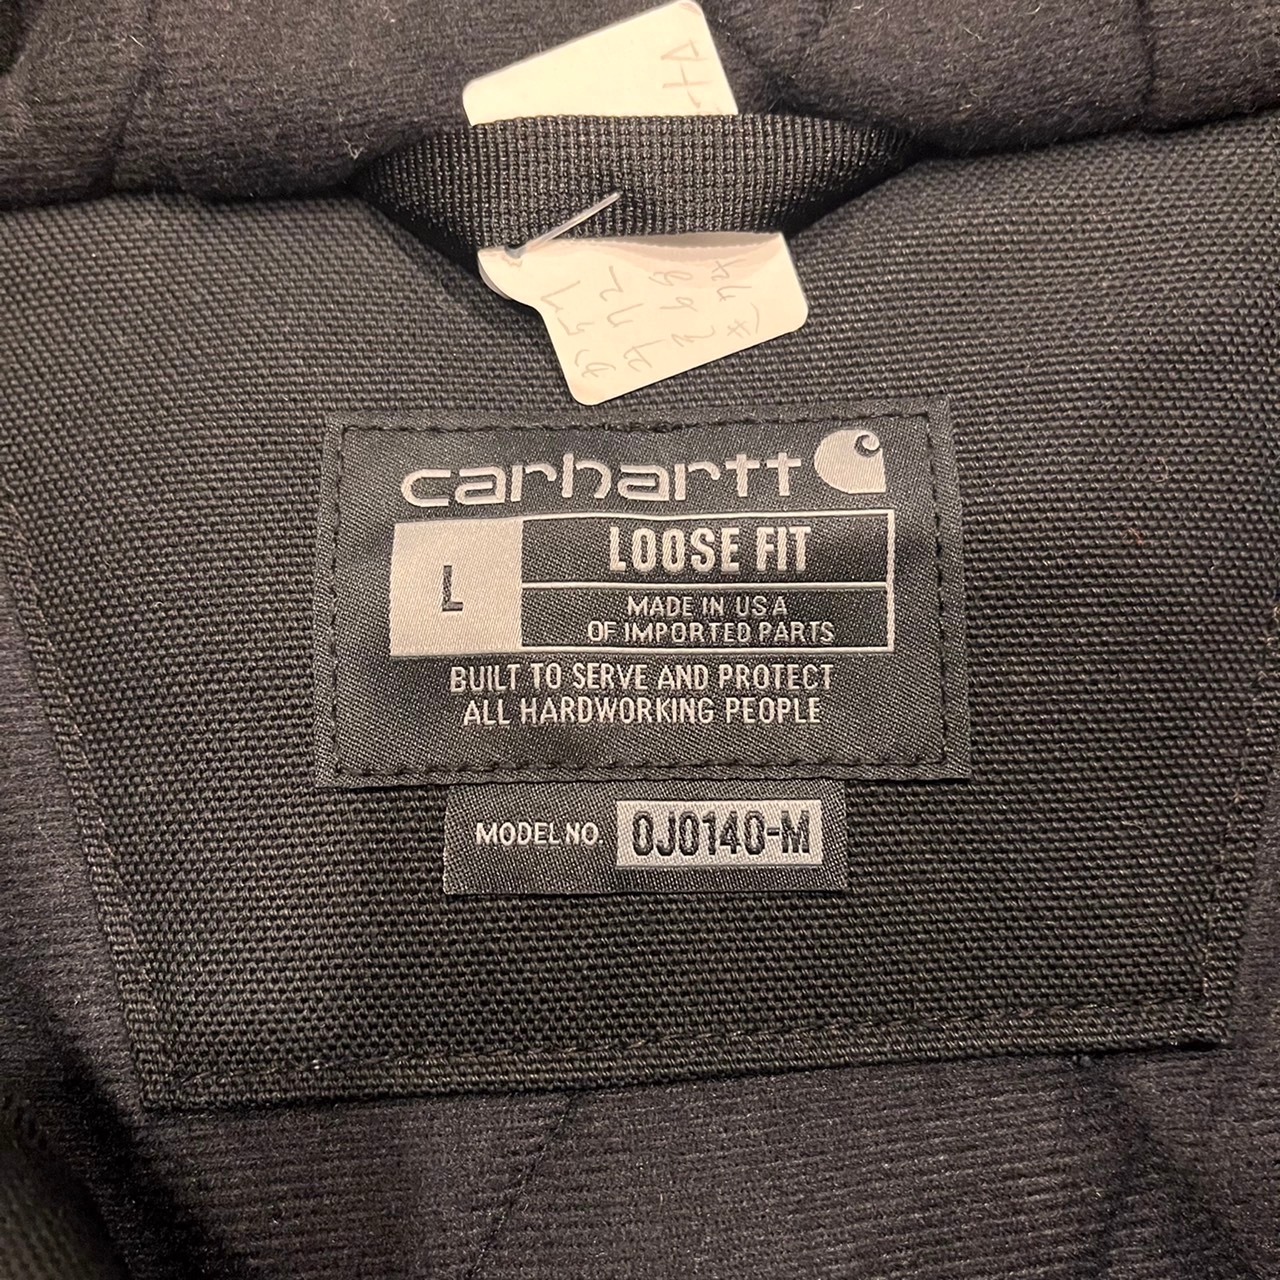 carhartt
L
LOOSE FIT
MADE IN USA
OF IMPORTED PARTS
BUILT TO SERVE AND PROTECT
ALL HARDWORKING PEOPLE
MODEL NO. 0J0140-M